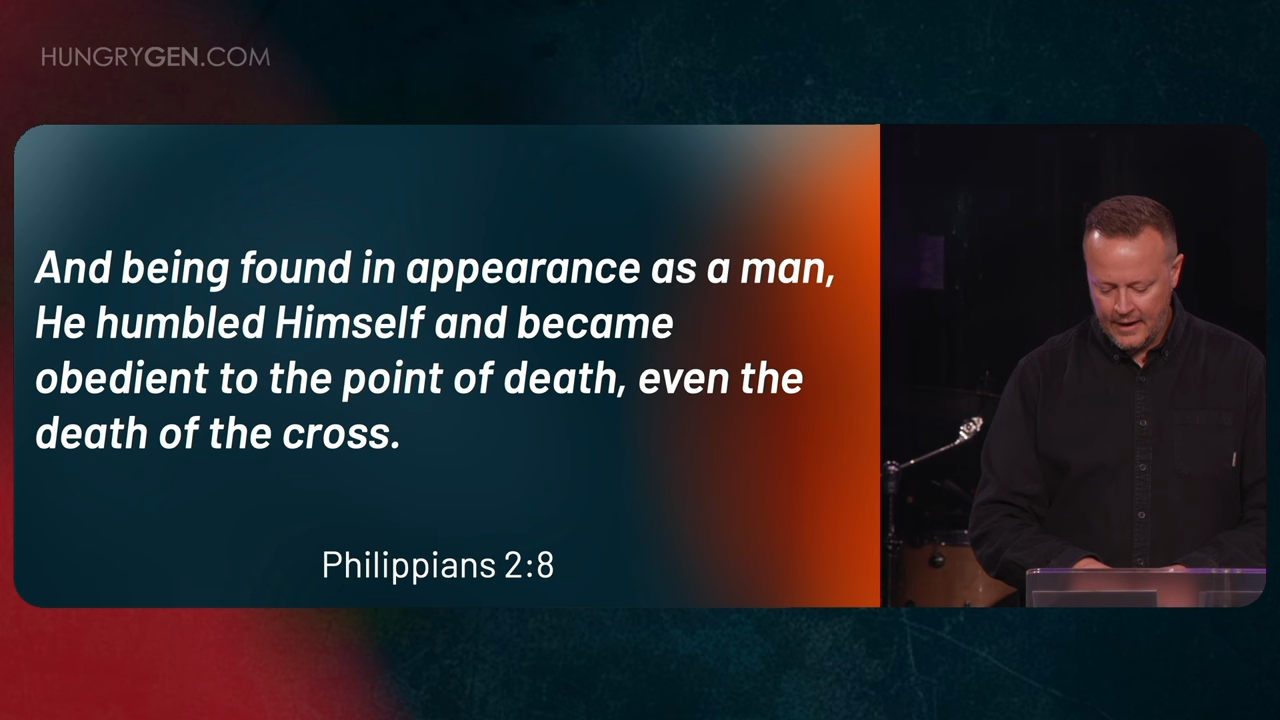 HUNGRYGEN.COM
And being found in appearance as a man,
He humbled Himself and became
obedient to the point of death, even the
death of the cross.
Philippians 2:8